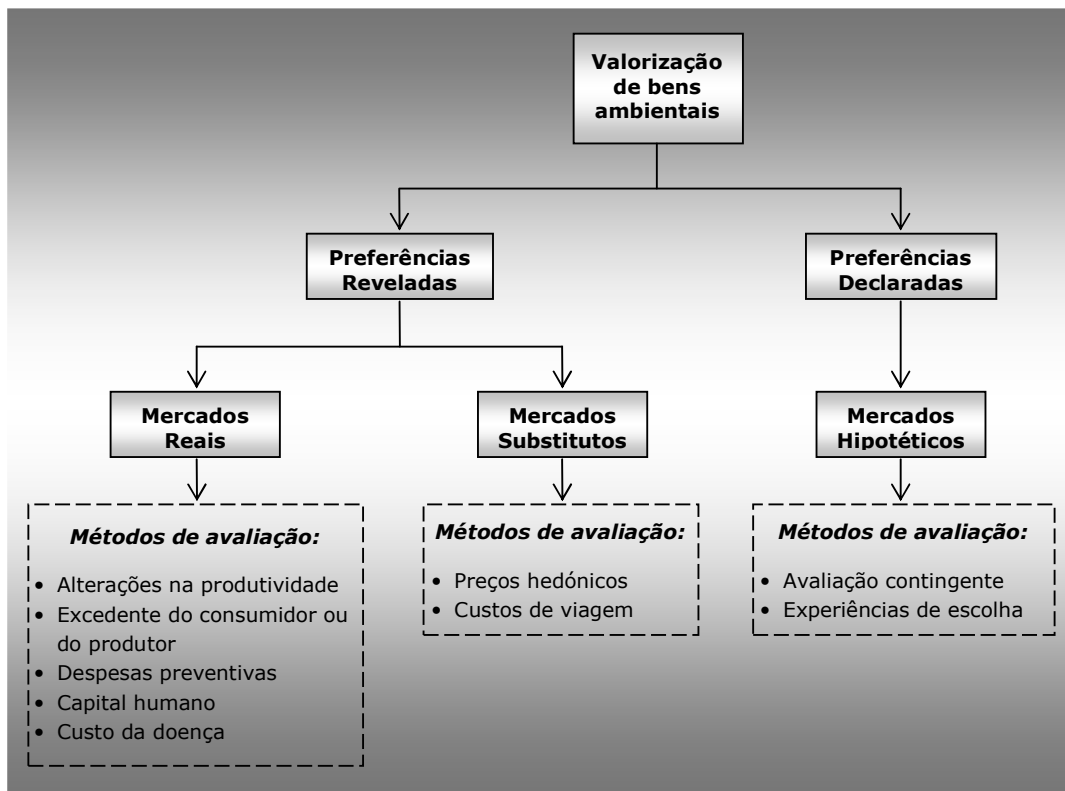 Valorização
de bens
ambientais
Preferências
Reveladas
Preferências
Declaradas
Mercados
Reais
Mercados
Substitutos
Mercados
Hipotéticos
Métodos de avaliação:
• Alterações na produtividade
• Excedente do consumidor ou
do produtor
• Despesas preventivas
• Capital humano
• Custo da doença
Métodos de avaliação:
• Preços hedónicos
• Custos de viagem
Métodos de avaliação:
• Avaliação contingente
• Experiências de escolha